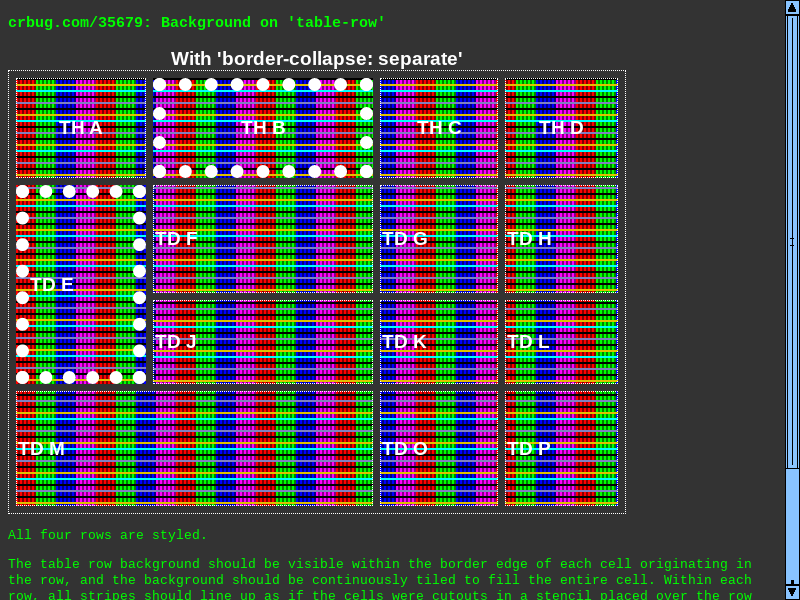 crbug.com/35679: Background on 'table-row'
With 'border-collapse: separate'
TH A TH B TH C TH D
TD F TD G TD H
TD E
TD J TD K TD L
TD M TD O TD P
All four rows are styled.
The table row background should be visible within the border edge of each cell originating in
the row, and the background should be continuously tiled to fill the entire cell. Within each
row, all stripes should line up as if the cells were cutouts in a stencil placed over the row